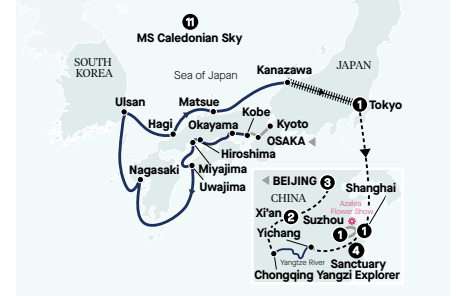 11
MS Caledonian Sky
SOUTH
KOREA
JAPAN
Sea of Japan
Kanazawa
Ulsan
Matsue
1 Tokyo
Hagi
Okayama
Kobe
Kyoto
OSAKA
Hiroshima
Miyajima
Nagasaki
Uwajima
BEIJING 3
Shanghai
CHINA
Azalea
Flower Show
Xi'an
2
Suzhou
Yichang
1
1
4
Sanctuary
Yangtze River
Chongqing Yangzi Explorer